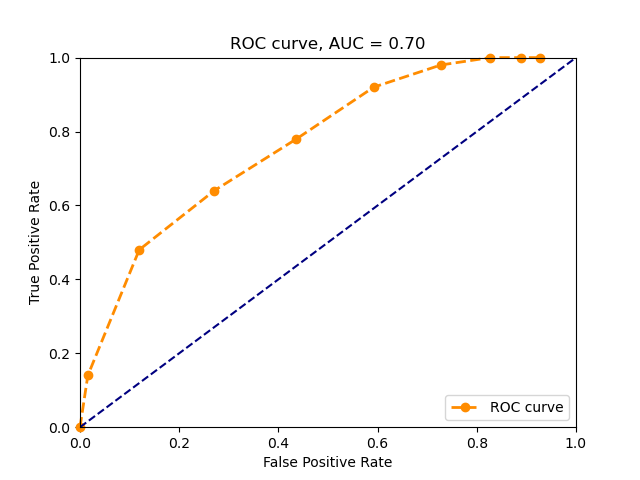 ROC curve, AUC = 0.70
True Positive Rate
1.0
0.8
0.6
0.4
0.2
0.0
0.0 0.2 0.4 0.6 0.8 1.0
False Positive Rate
ROC curve